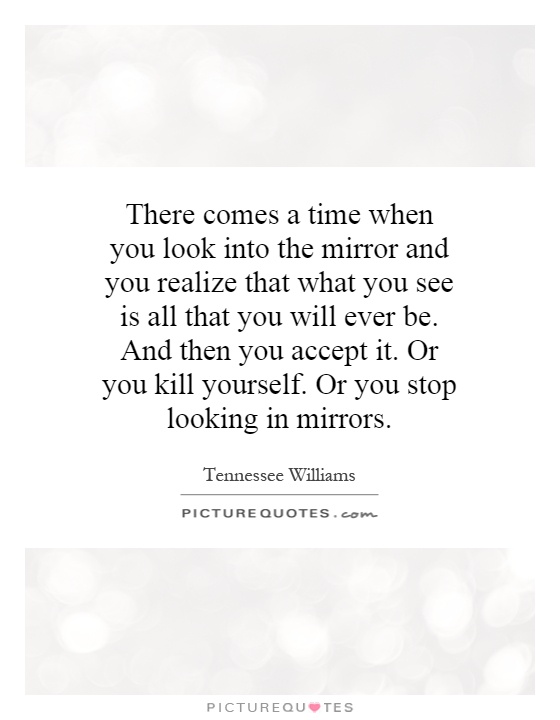 There comes a time when
you look into the mirror and
you realize that what you see
is all that you will ever be.
And then you accept it. Or
you kill yourself. Or you stop
looking in mirrors.
Tennessee Williams
PICTUREQUOTES.com
PICTUREQUOTES